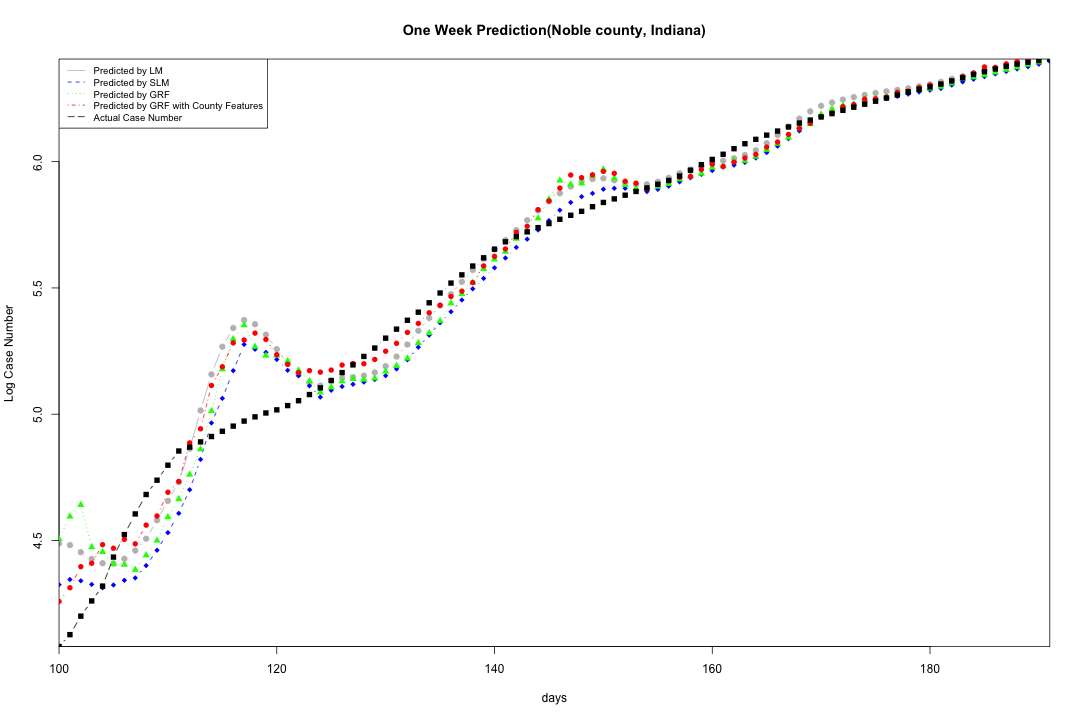 One Week Prediction(Noble county, Indiana)
Predicted by LM
Predicted by SLM
Predicted by GRF
Predicted by GRF with County Features
Actual Case Number
Log Case Number
6.0
5.5
5.0
4.5
100 120 140 160 180
days